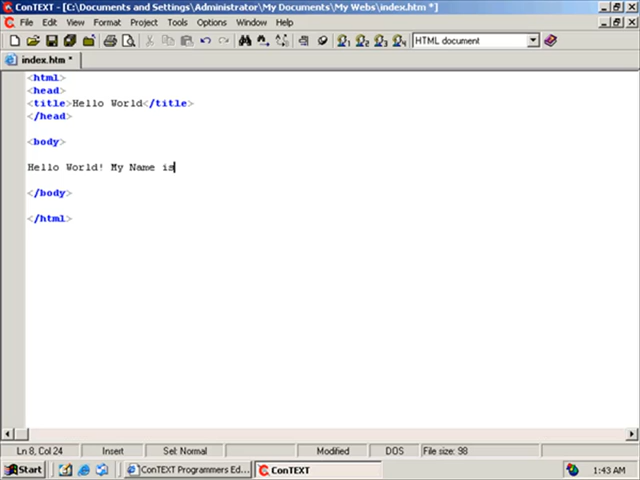 ConTEXT - [C:\Documents and Settings\Administrator\My Documents\My Webs\index.htm *]
File Edit View Format Project Tools Options Window Help
HTML document
index.htm *
<html>
<head>
<title>Hello World</title>
</head>
<body>
Hello World! My Name is
</body>
</html>
Ln 8, Col 24 Insert Sel: Normal Modified DOS File size: 98
Start ConTEXT Programmers Ed... ConTEXT 1:43 AM